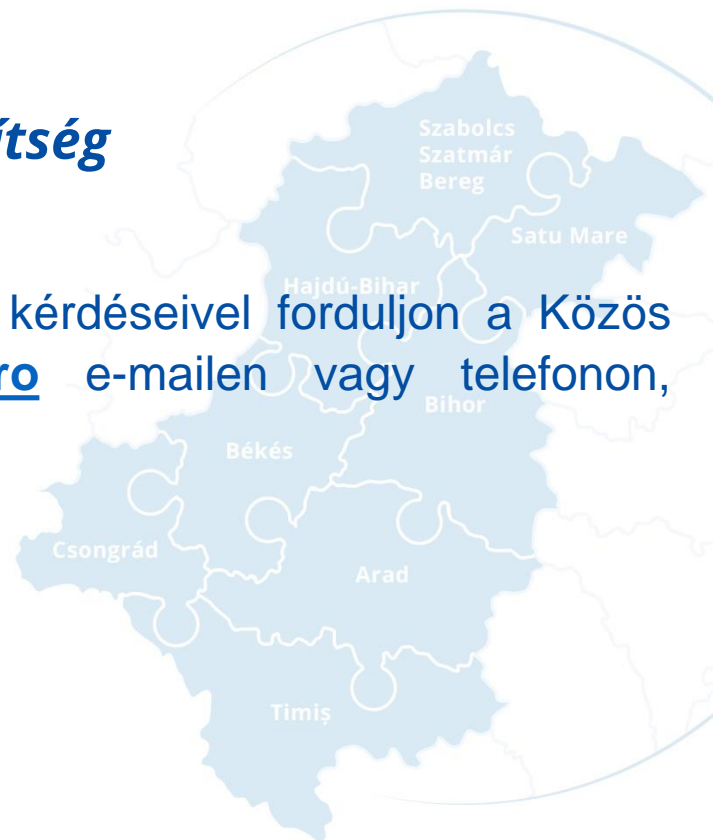 ítség
kérdéseivel forduljon a Közös
ro e-mailen vagy telefonon,
Szabolcs
Szatmár
Bereg
Satu Mare
Hajdú-Bihar
Bihor
Békés
Csongrád
Arad
Timiș